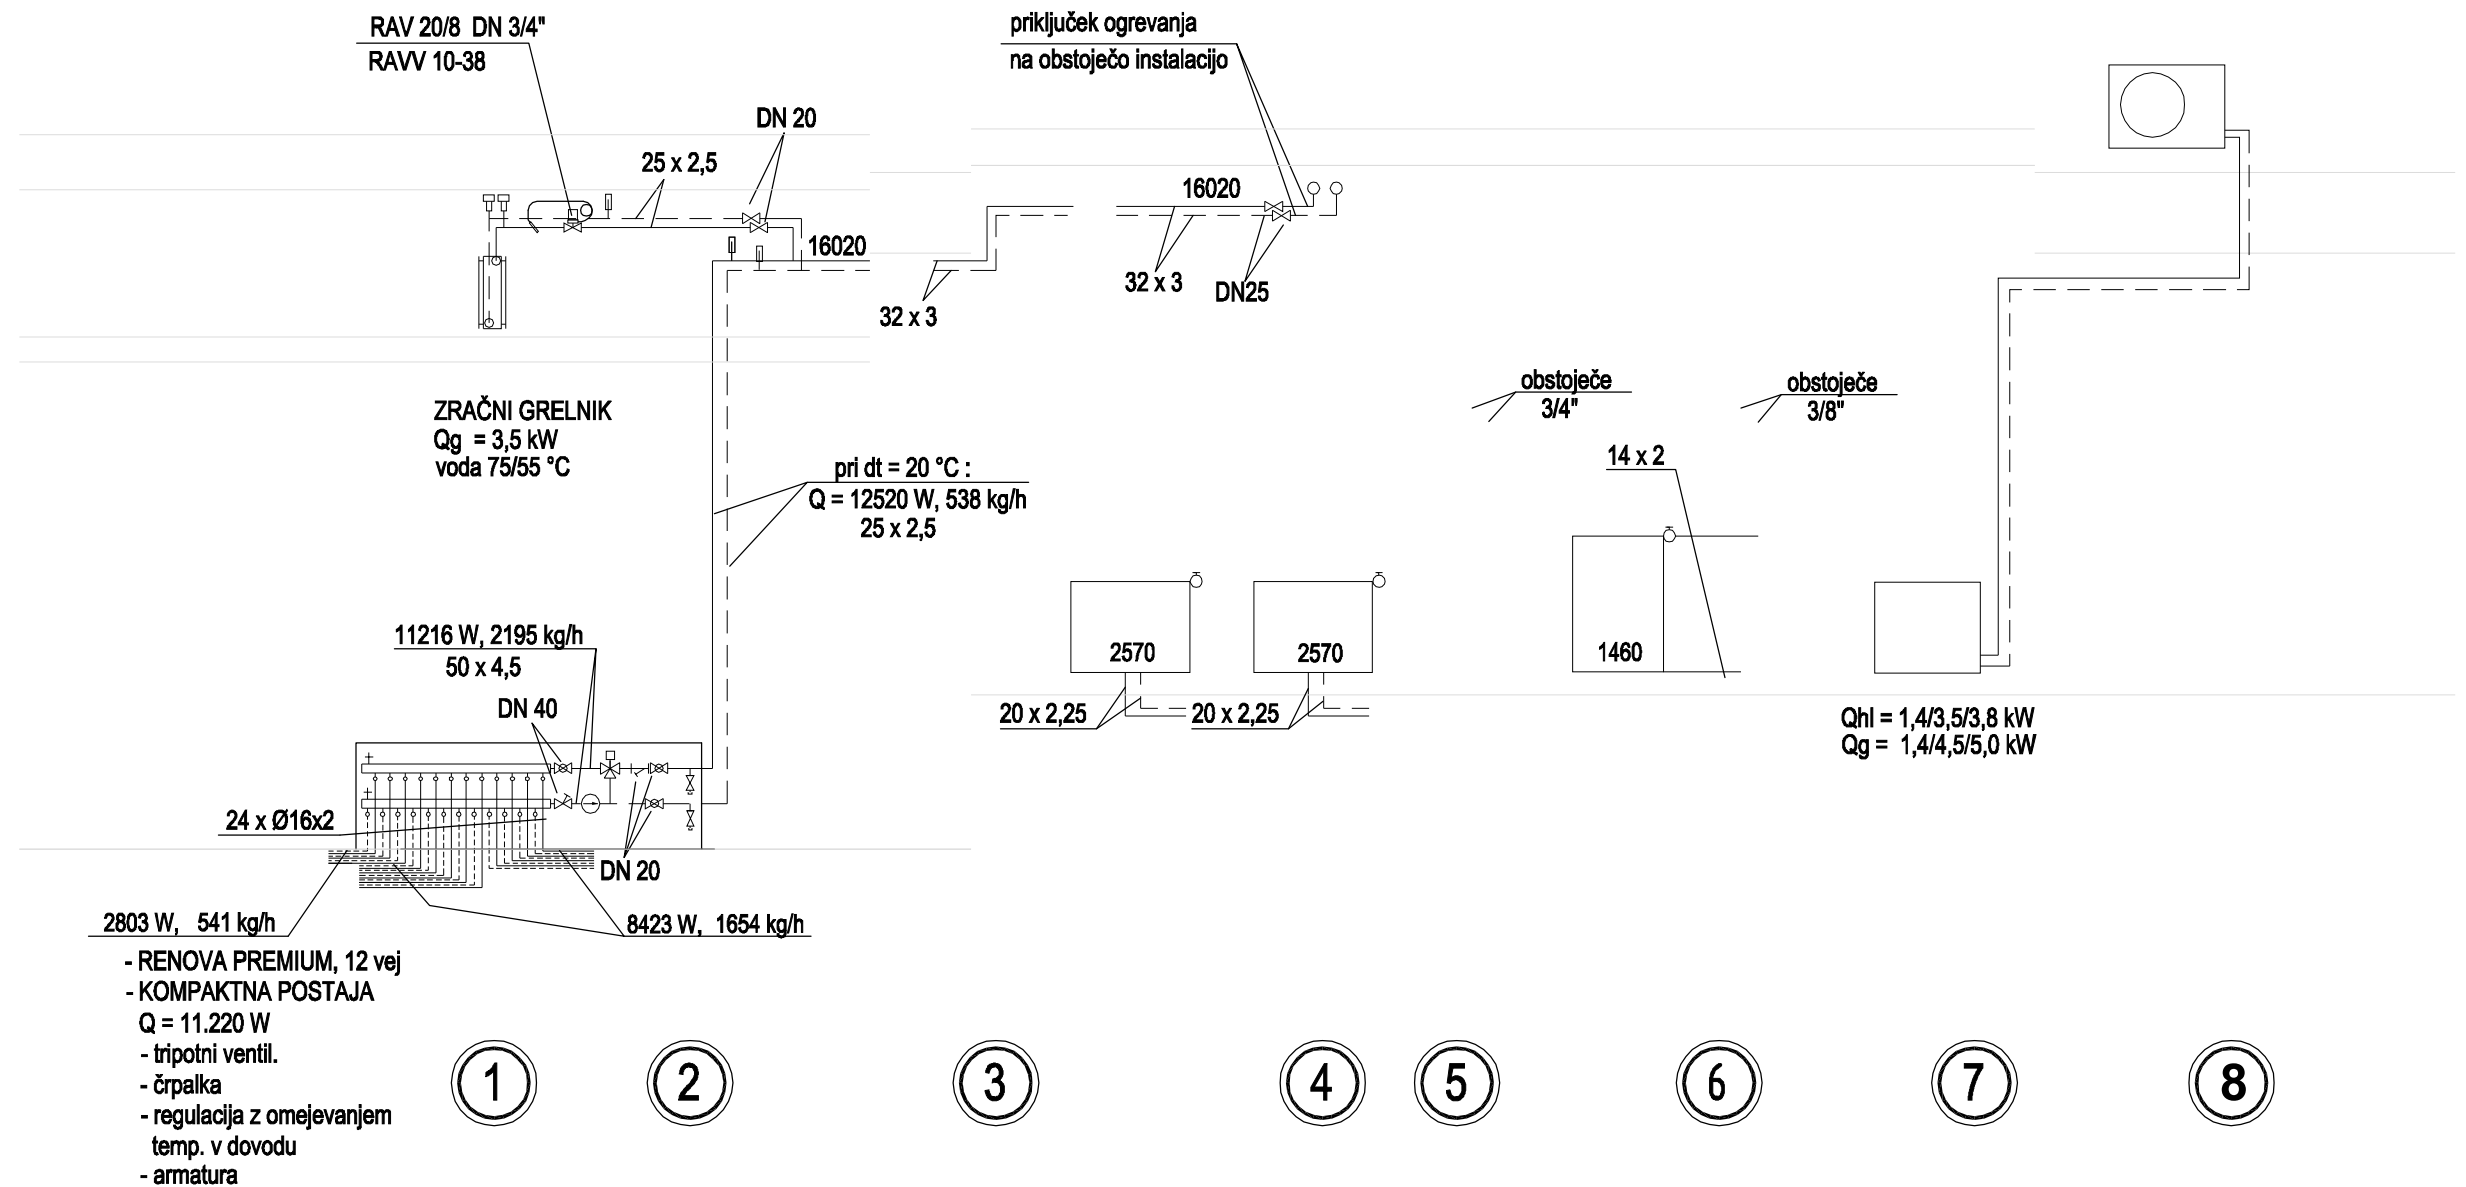 RAV 20/8 DN 3/4"
RAVV 10-38
priključek ogrevanja
na obstoječo instalacijo
DN 20
25 x 2,5
16020
16020
32 x 3
32 x 3
DN25
ZRAČNI GRELNIK
Qg = 3,5 kW
voda 75/55 °C
obstoječe
3/4"
obstoječe
3/8"
pri dt = 20 °C :
Q = 12520 W, 538 kg/h
25 x 2,5
14 x 2
11216 W, 2195 kg/h
50 x 4,5
DN 40
2570
2570
1460
20 x 2,25
20 x 2,25
Qhl = 1,4/3,5/3,8 kW
Qg = 1,4/4,5/5,0 kW
24 x Ø16x2
DN 20
2803 W, 541 kg/h
8423 W, 1654 kg/h
- RENOVA PREMIUM, 12 vej
- KOMPAKTNA POSTAJA
Q = 11.220 W
- tripotni ventil.
- črpalka
- regulacija z omejevanjem
temp. v dovodu
- armatura
1
2
3
4
5
6
7
8